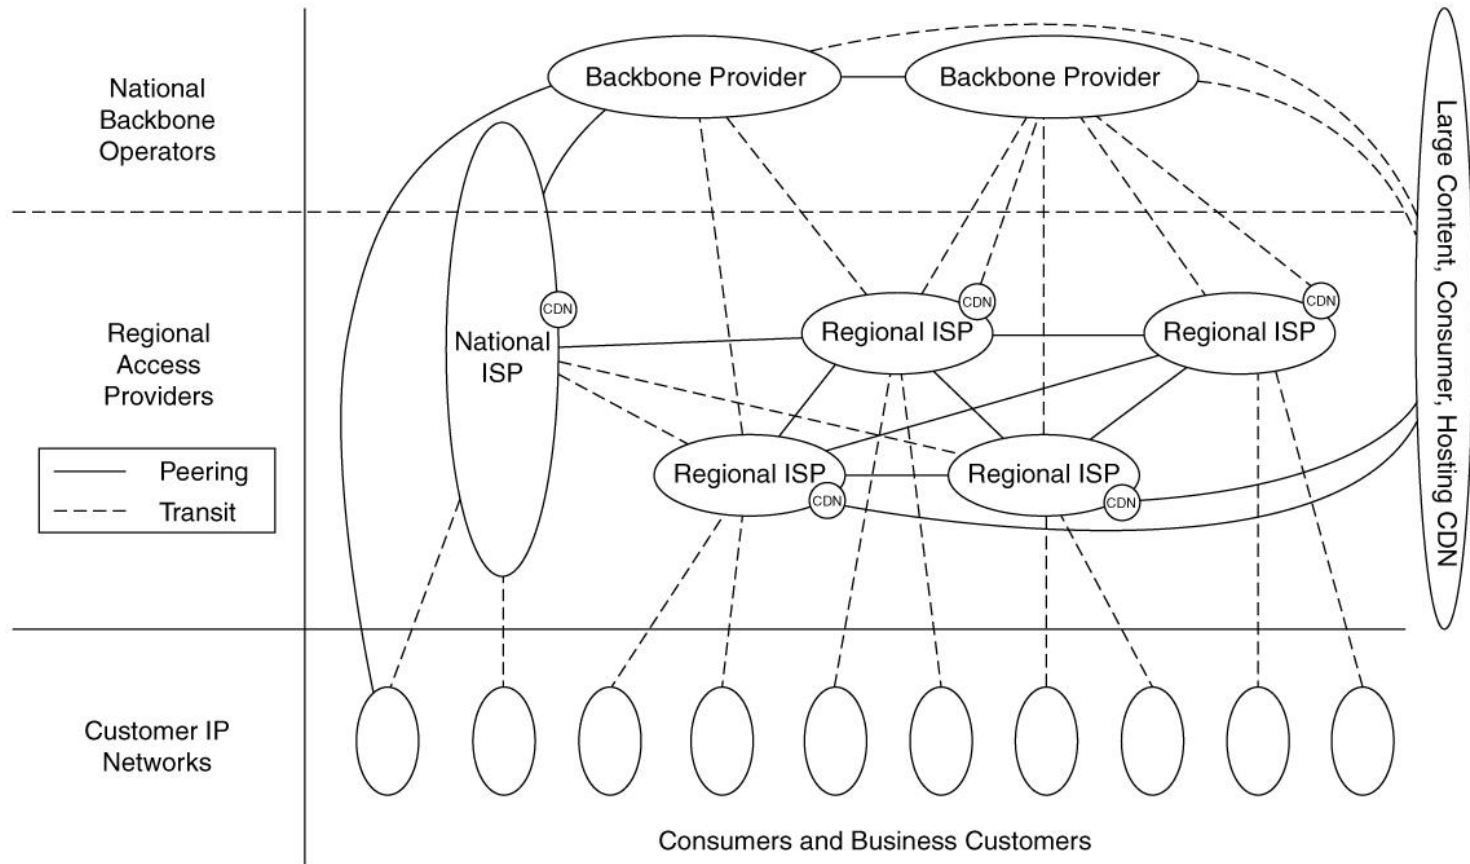 National
Backbone
Operators
Backbone Provider
Backbone Provider
Large Content, Consumer, Hosting CDN
Regional
Access
Providers
CDN
National
ISP
CDN
Regional ISP
CDN
Regional ISP
Regional ISP
CDN
Regional ISP
CDN
Peering
Transit
Customer IP
Networks
Consumers and Business Customers